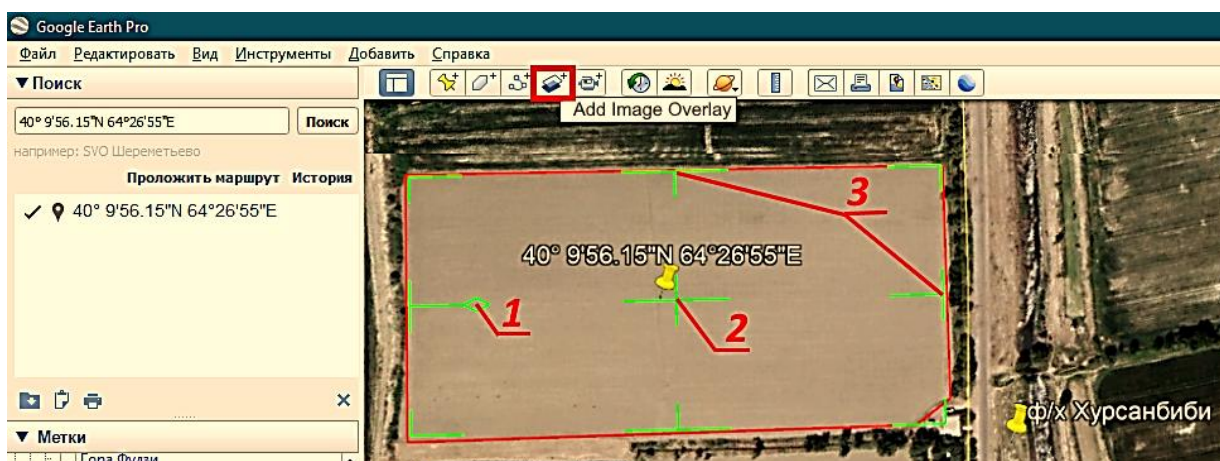 Google Earth Pro
Файл Редактировать Вид Инструменты Добавить Справка
▼ Поиск
Add Image Overlay
40° 9'56.15"N 64°26'55"E
Поиск
например: SVO Шереметьево
Проложить маршрут История
40° 9'56.15"N 64°26'55"E
3
40° 9'56.15"N 64°26'55"E
1
2
ф/х Хурсанбиби
▼ Метки
Гора Фудзи